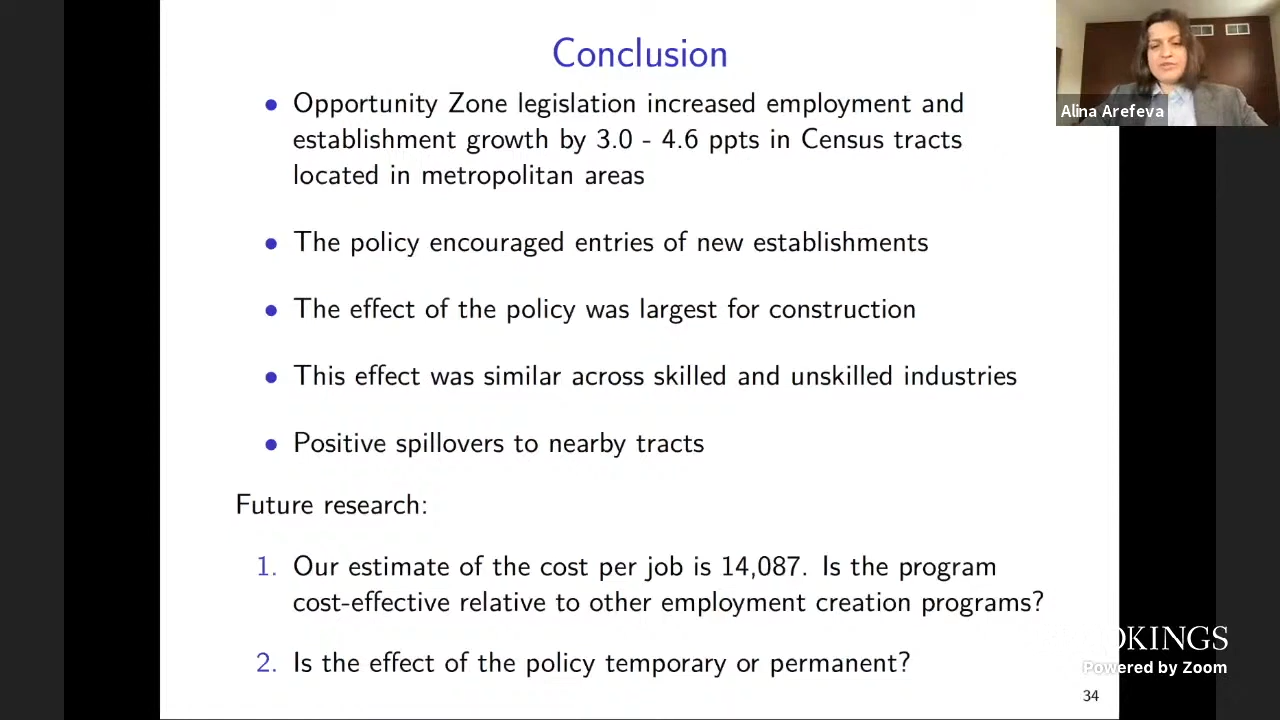 Conclusion
• Opportunity Zone legislation increased employment and
establishment growth by 3.0 - 4.6 ppts in Census tracts
located in metropolitan areas
• The policy encouraged entries of new establishments
• The effect of the policy was largest for construction
• This effect was similar across skilled and unskilled industries
• Positive spillovers to nearby tracts
Future research:
1. Our estimate of the cost per job is 14,087. Is the program
cost-effective relative to other employment creation programs?
2. Is the effect of the policy temporary or permanent?
34
Alina Arefeva
OKINGS
Powered by Zoom